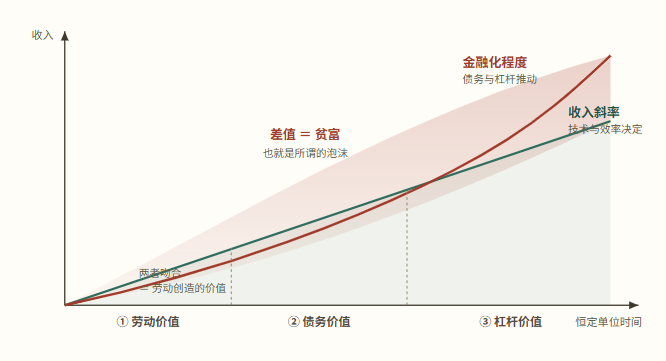 收入
金融化程度
债务与杠杆推动
收入斜率
技术与效率决定
差值 = 贫富
也就是所谓的泡沫
两者吻合
= 劳动创造的价值
① 劳动价值
② 债务价值
③ 杠杆价值
恒定单位时间